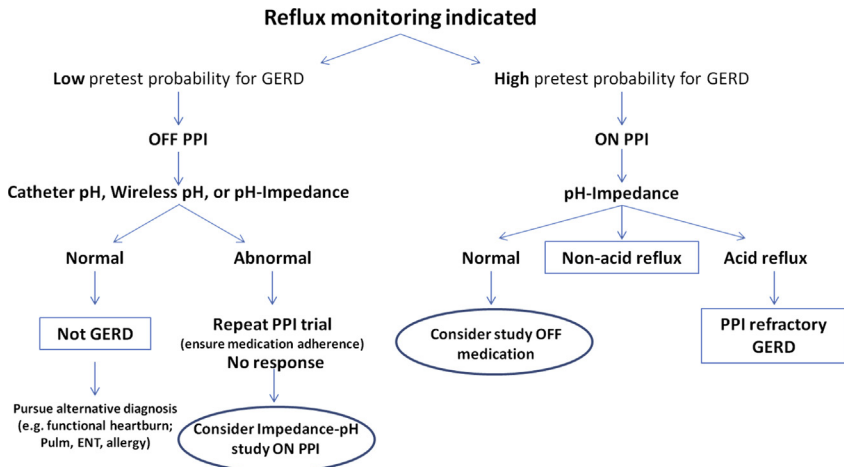 Reflux monitoring indicated
Low pretest probability for GERD
High pretest probability for GERD
OFF PPI
ON PPI
Catheter pH, Wireless pH, or pH-Impedance
pH-Impedance
Normal
Abnormal
Normal
Non-acid reflux
Acid reflux
Not GERD
Repeat PPI trial
(ensure medication adherence)
No response
Consider study OFF
medication
PPI refractory
GERD
Pursue alternative diagnosis
(e.g. functional heartburn;
Pulm, ENT, allergy)
Consider Impedance-pH
study ON PPI